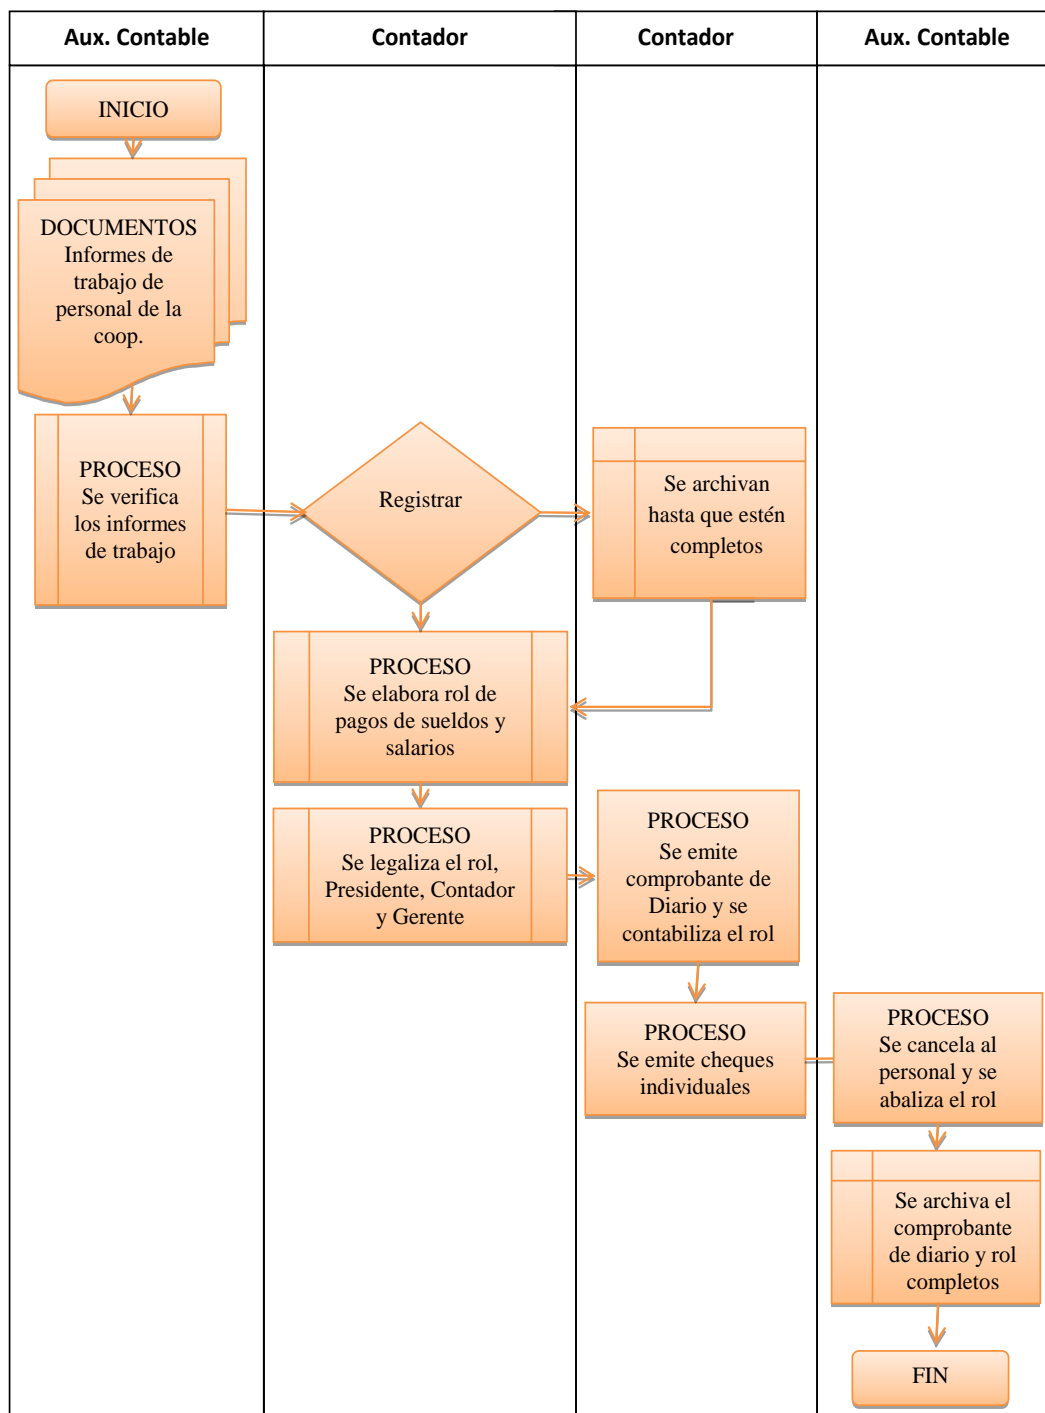 Aux. Contable
Contador
Contador
Aux. Contable
INICIO
DOCUMENTOS
Informes de
trabajo de
personal de la
coop.
PROCESO
Se verifica
los informes
de trabajo
Registrar
Se archivan
hasta que estén
completos
PROCESO
Se elabora rol de
pagos de sueldos y
salarios
PROCESO
Se legaliza el rol,
Presidente, Contador
y Gerente
PROCESO
Se emite
comprobante de
Diario y se
contabiliza el rol
PROCESO
Se emite cheques
individuales
PROCESO
Se cancela al
personal y se
abaliza el rol
Se archiva el
comprobante
de diario y rol
completos
FIN